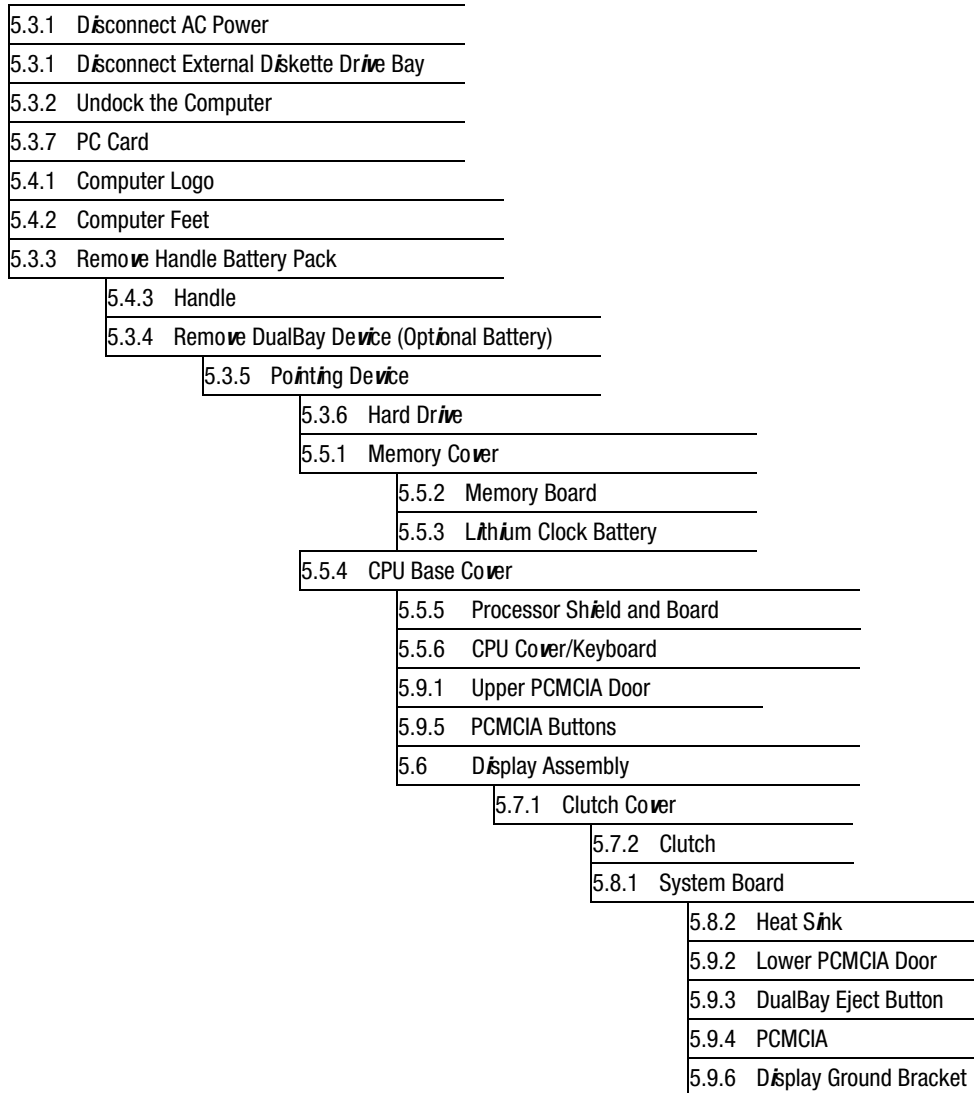 5.3.1 Disconnect AC Power
5.3.1 Disconnect External Diskette Drive Bay
5.3.2 Undock the Computer
5.3.7 PC Card
5.4.1 Computer Logo
5.4.2 Computer Feet
5.3.3 Remove Handle Battery Pack
5.4.3 Handle
5.3.4 Remove DualBay Device (Optional Battery)
5.3.5 Pointing Device
5.3.6 Hard Drive
5.5.1 Memory Cover
5.5.2 Memory Board
5.5.3 Lithium Clock Battery
5.5.4 CPU Base Cover
5.5.5 Processor Shield and Board
5.5.6 CPU Cover/Keyboard
5.9.1 Upper PCMCIA Door
5.9.5 PCMCIA Buttons
5.6 Display Assembly
5.7.1 Clutch Cover
5.7.2 Clutch
5.8.1 System Board
5.8.2 Heat Sink
5.9.2 Lower PCMCIA Door
5.9.3 DualBay Eject Button
5.9.4 PCMCIA
5.9.6 Display Ground Bracket